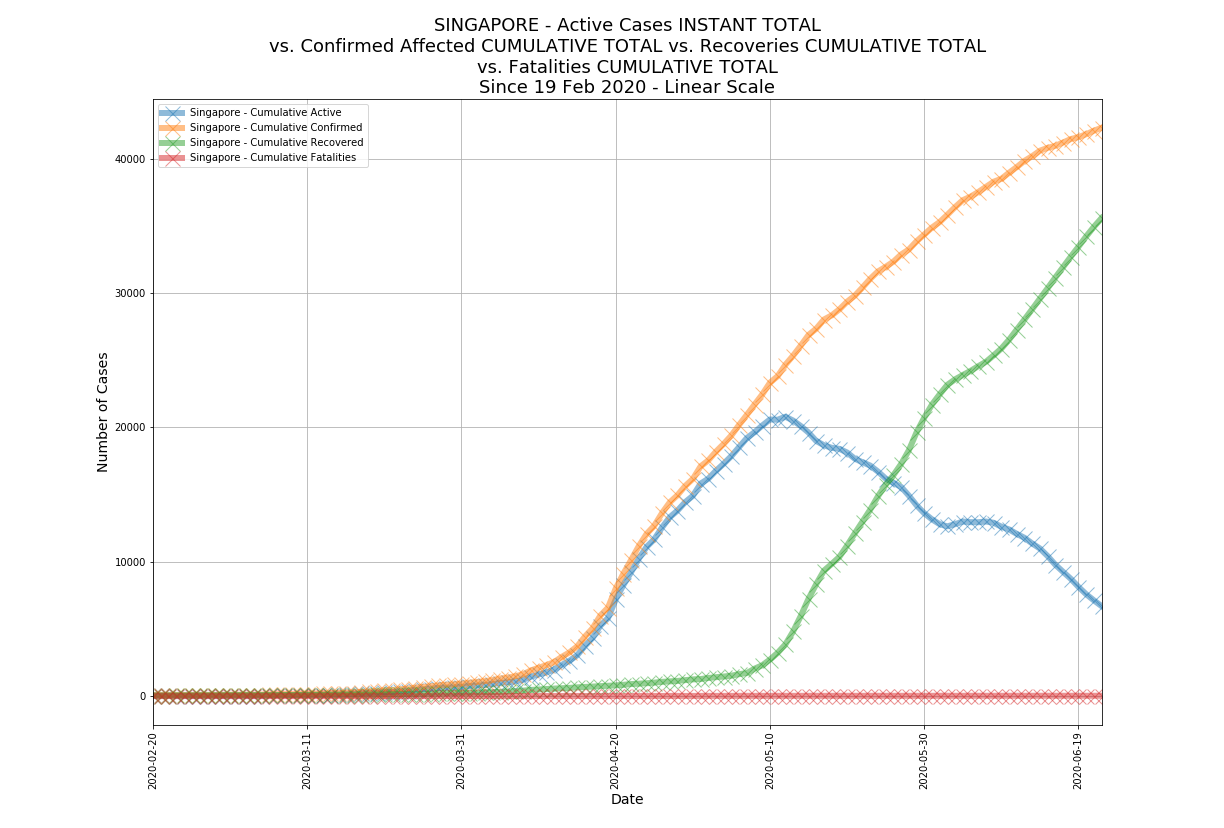 SINGAPORE - Active Cases INSTANT TOTAL
vs. Confirmed Affected CUMULATIVE TOTAL vs. Recoveries CUMULATIVE TOTAL
vs. Fatalities CUMULATIVE TOTAL
Since 19 Feb 2020 - Linear Scale
Singapore - Cumulative Active
Singapore - Cumulative Confirmed
Singapore - Cumulative Recovered
Singapore - Cumulative Fatalities
Number of Cases
40000
30000
20000
10000
0
2020-02-20
2020-03-11
2020-03-31
2020-04-20
2020-05-10
2020-05-30
2020-06-19
Date